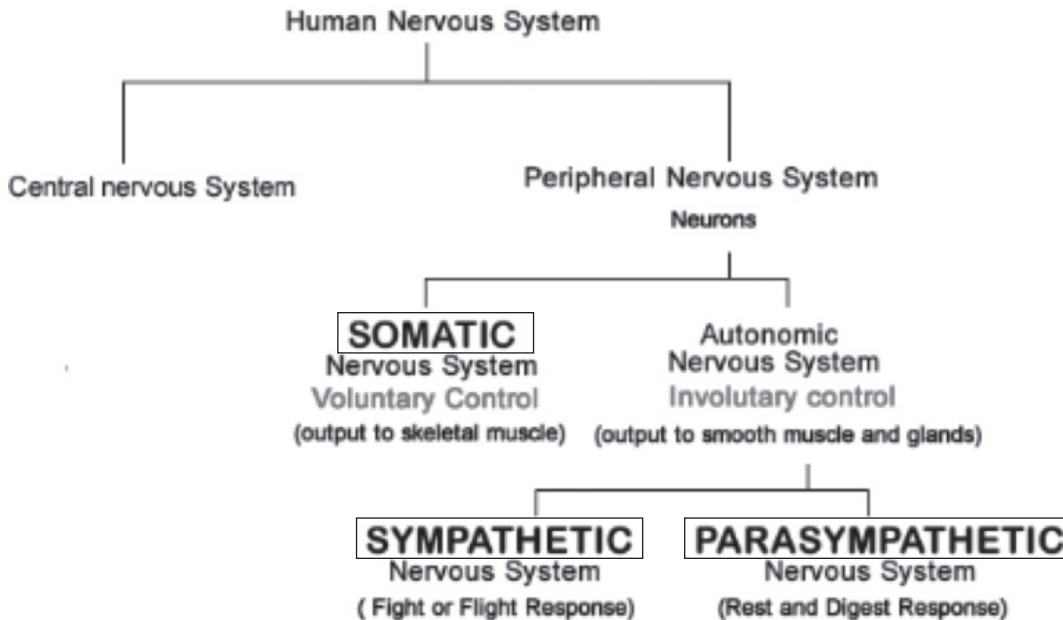 Human Nervous System
Central nervous System
Peripheral Nervous System
Neurons
SOMATIC
Nervous System
Voluntary Control
(output to skeletal muscle)
Autonomic
Nervous System
Involutary control
(output to smooth muscle and glands)
SYMPATHETIC
Nervous System
( Fight or Flight Response)
PARASYMPATHETIC
Nervous System
(Rest and Digest Response)